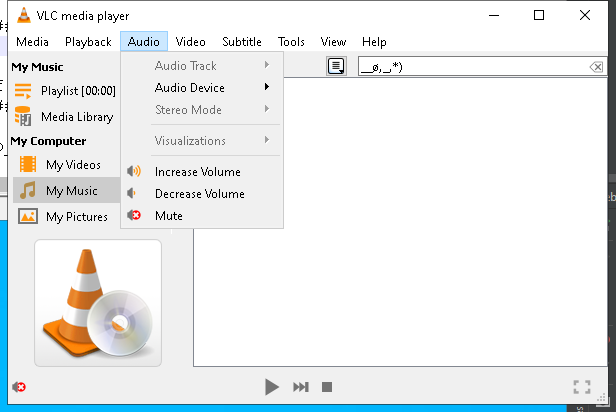 VLC media player
Media Playback Audio Video Subtitle Tools View Help
My Music
Playlist [00:00]
Media Library
My Computer
My Videos
My Music
My Pictures
Audio Track
Audio Device
Stereo Mode
Visualizations
Increase Volume
Decrease Volume
Mute
__ø,_,*)